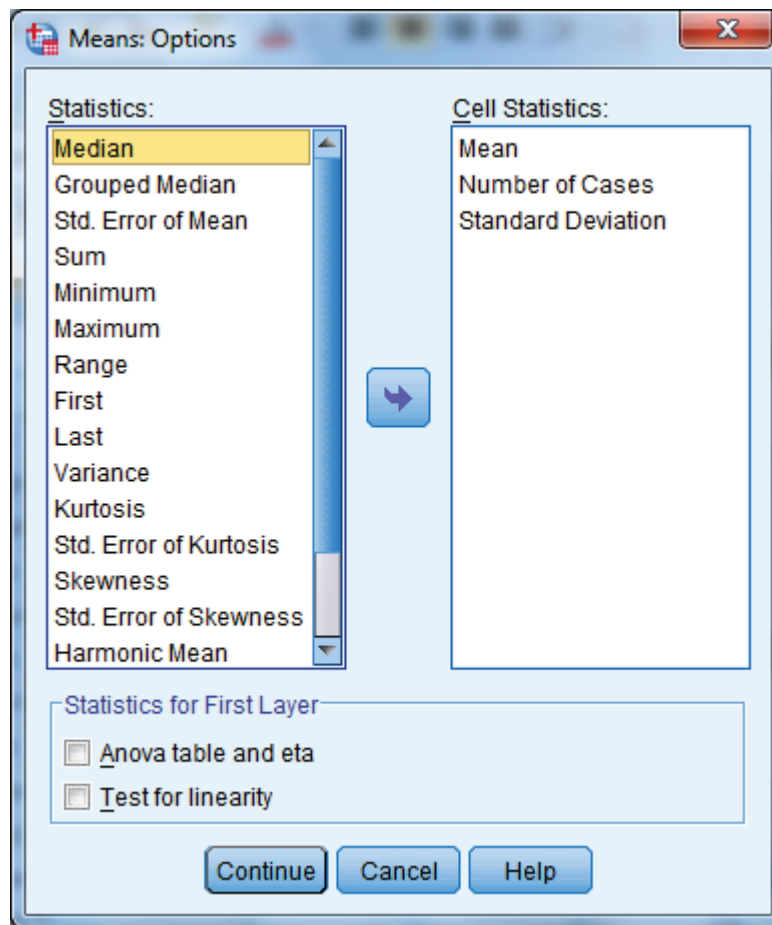 Means: Options
Statistics:
Median
Grouped Median
Std. Error of Mean
Sum
Minimum
Maximum
Range
First
Last
Variance
Kurtosis
Std. Error of Kurtosis
Skewness
Std. Error of Skewness
Harmonic Mean
Cell Statistics:
Mean
Number of Cases
Standard Deviation
Statistics for First Layer
Anova table and eta
Test for linearity
Continue Cancel Help